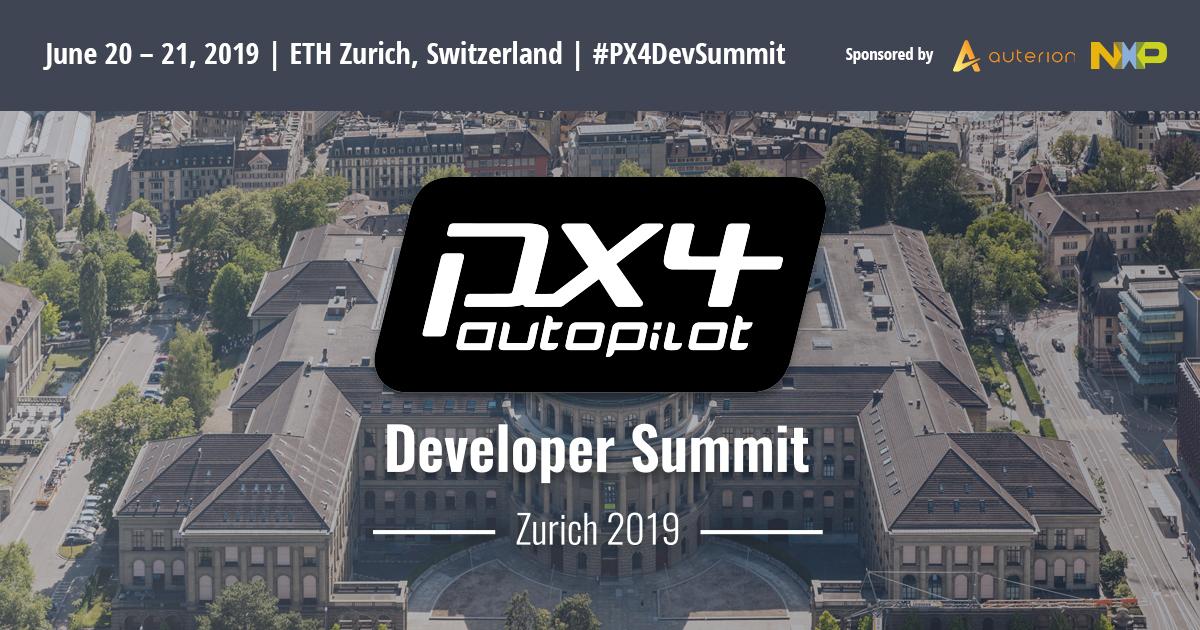 June 20 – 21, 2019 | ETH Zurich, Switzerland | #PX4DevSummit
Sponsored by auterion NXP
px4
autopilot
Developer Summit
Zurich 2019